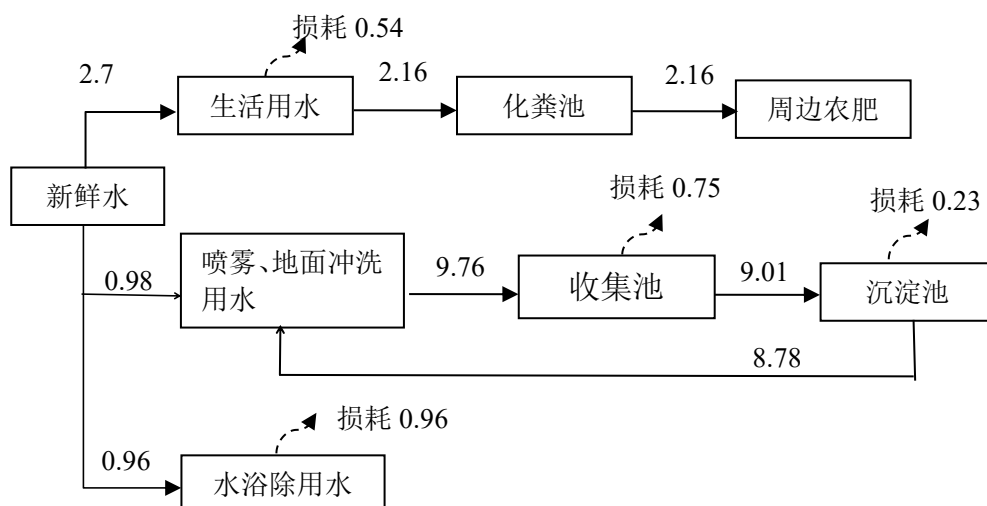 损耗 0.54
2.7
2.16
2.16
生活用水
化粪池
周边农肥
新鲜水
损耗 0.75
损耗 0.23
喷雾、地面冲洗
用水
0.98
9.76
收集池
9.01
沉淀池
8.78
损耗 0.96
0.96
水浴除用水